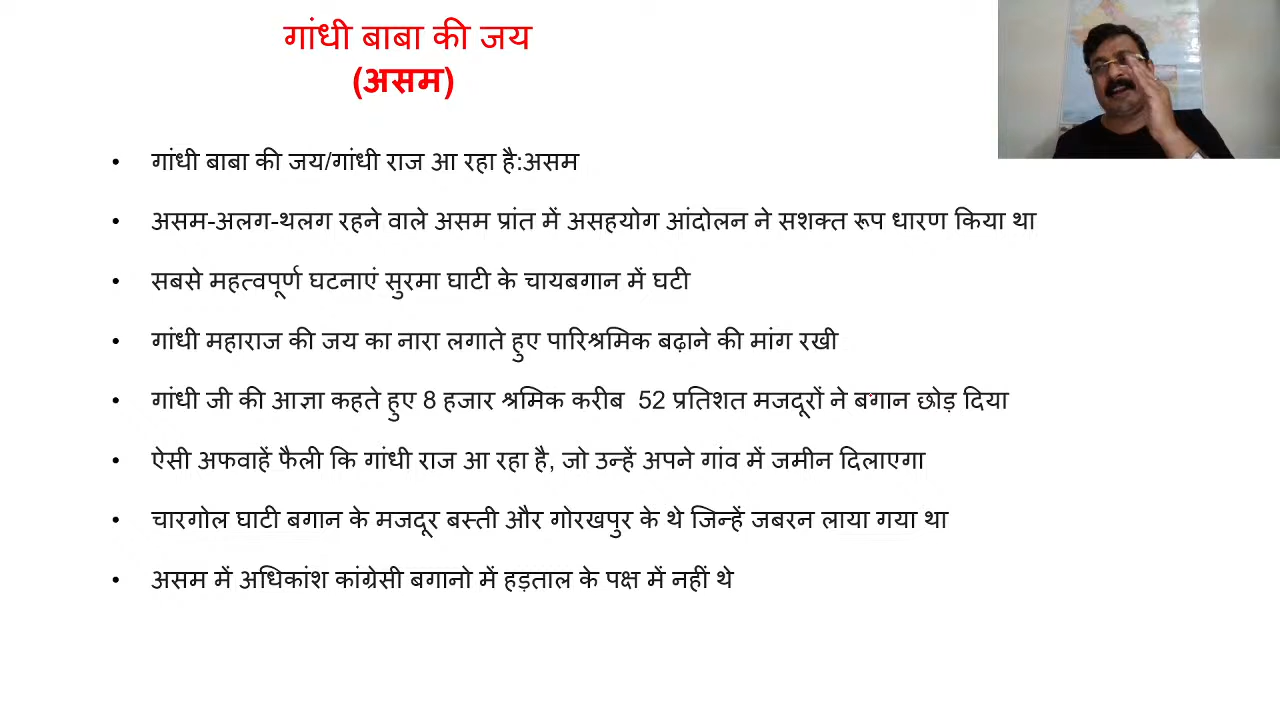 गांधी बाबा की जय
(असम)
• गांधी बाबा की जय/गांधी राज आ रहा है:असम
• असम-अलग-थलग रहने वाले असम प्रांत में असहयोग आंदोलन ने सशक्त रूप धारण किया था
• सबसे महत्वपूर्ण घटनाएं सुरमा घाटी के चायबगान में घटी
• गांधी महाराज की जय का नारा लगाते हुए पारिश्रमिक बढ़ाने की मांग रखी
• गांधी जी की आज्ञा कहते हुए 8 हजार श्रमिक करीब 52 प्रतिशत मजदूरों ने बगान छोड़ दिया
• ऐसी अफवाहें फैली कि गांधी राज आ रहा है, जो उन्हें अपने गांव में जमीन दिलाएगा
• चारगोल घाटी बगान के मजदूर बस्ती और गोरखपुर के थे जिन्हें जबरन लाया गया था
• असम में अधिकांश कांग्रेसी बगानो में हड़ताल के पक्ष में नहीं थे